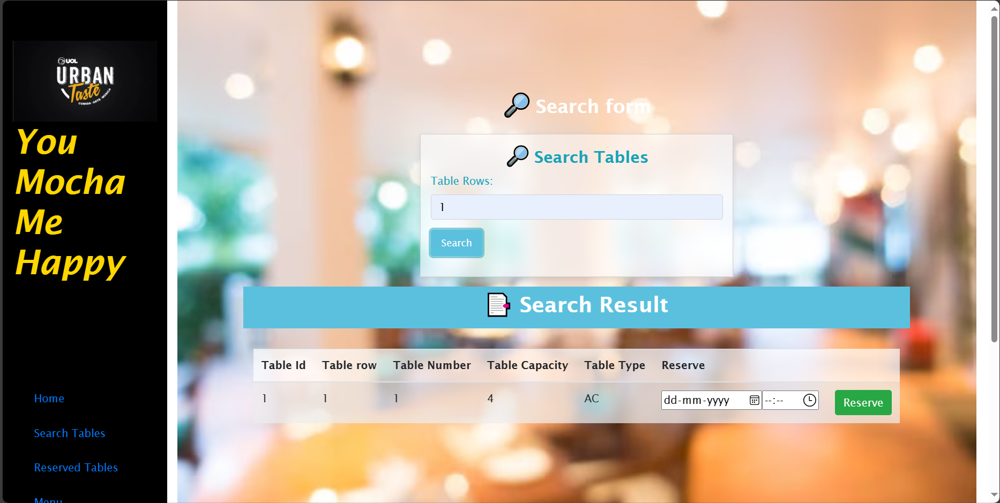 UOL
URBAN
Taste
COMIDA · ARTE · MÚSICA
You
Mocha
Me
Happy
Home
Search Tables
Reserved Tables
Menu
Search form
Search Tables
Table Rows:
1
Search
Search Result
Table Id Table row Table Number Table Capacity Table Type Reserve
1 1 1 4 AC dd-mm-yyyy --:-- Reserve